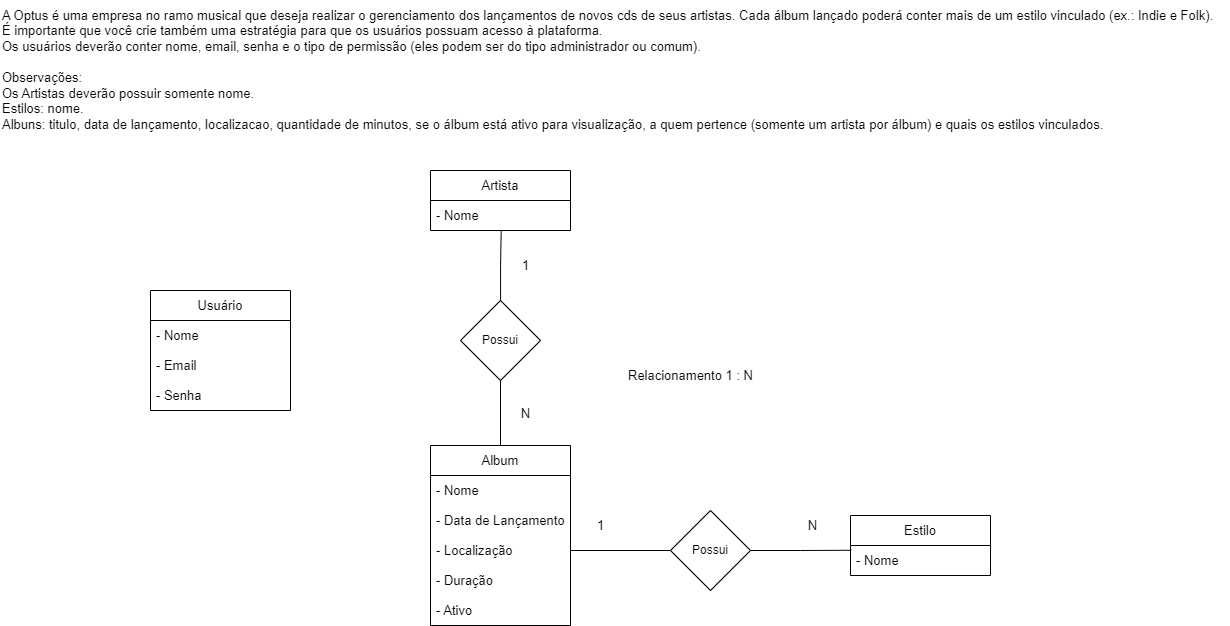 A Optus é uma empresa no ramo musical que deseja realizar o gerenciamento dos lançamentos de novos cds de seus artistas. Cada álbum lançado poderá conter mais de um estilo vinculado (ex.: Indie e Folk).
É importante que você crie também uma estratégia para que os usuários possuam acesso à plataforma.
Os usuários deverão conter nome, email, senha e o tipo de permissão (eles podem ser do tipo administrador ou comum).
Observações:
Os Artistas deverão possuir somente nome.
Estilos: nome.
Albuns: titulo, data de lançamento, localizacao, quantidade de minutos, se o álbum está ativo para visualização, a quem pertence (somente um artista por álbum) e quais os estilos vinculados.
Artista
- Nome
1
Possui
N
Usuário
- Nome
- Email
- Senha
Relacionamento 1 : N
Album
- Nome
- Data de Lançamento
- Localização
- Duração
- Ativo
1
Possui
N
Estilo
- Nome